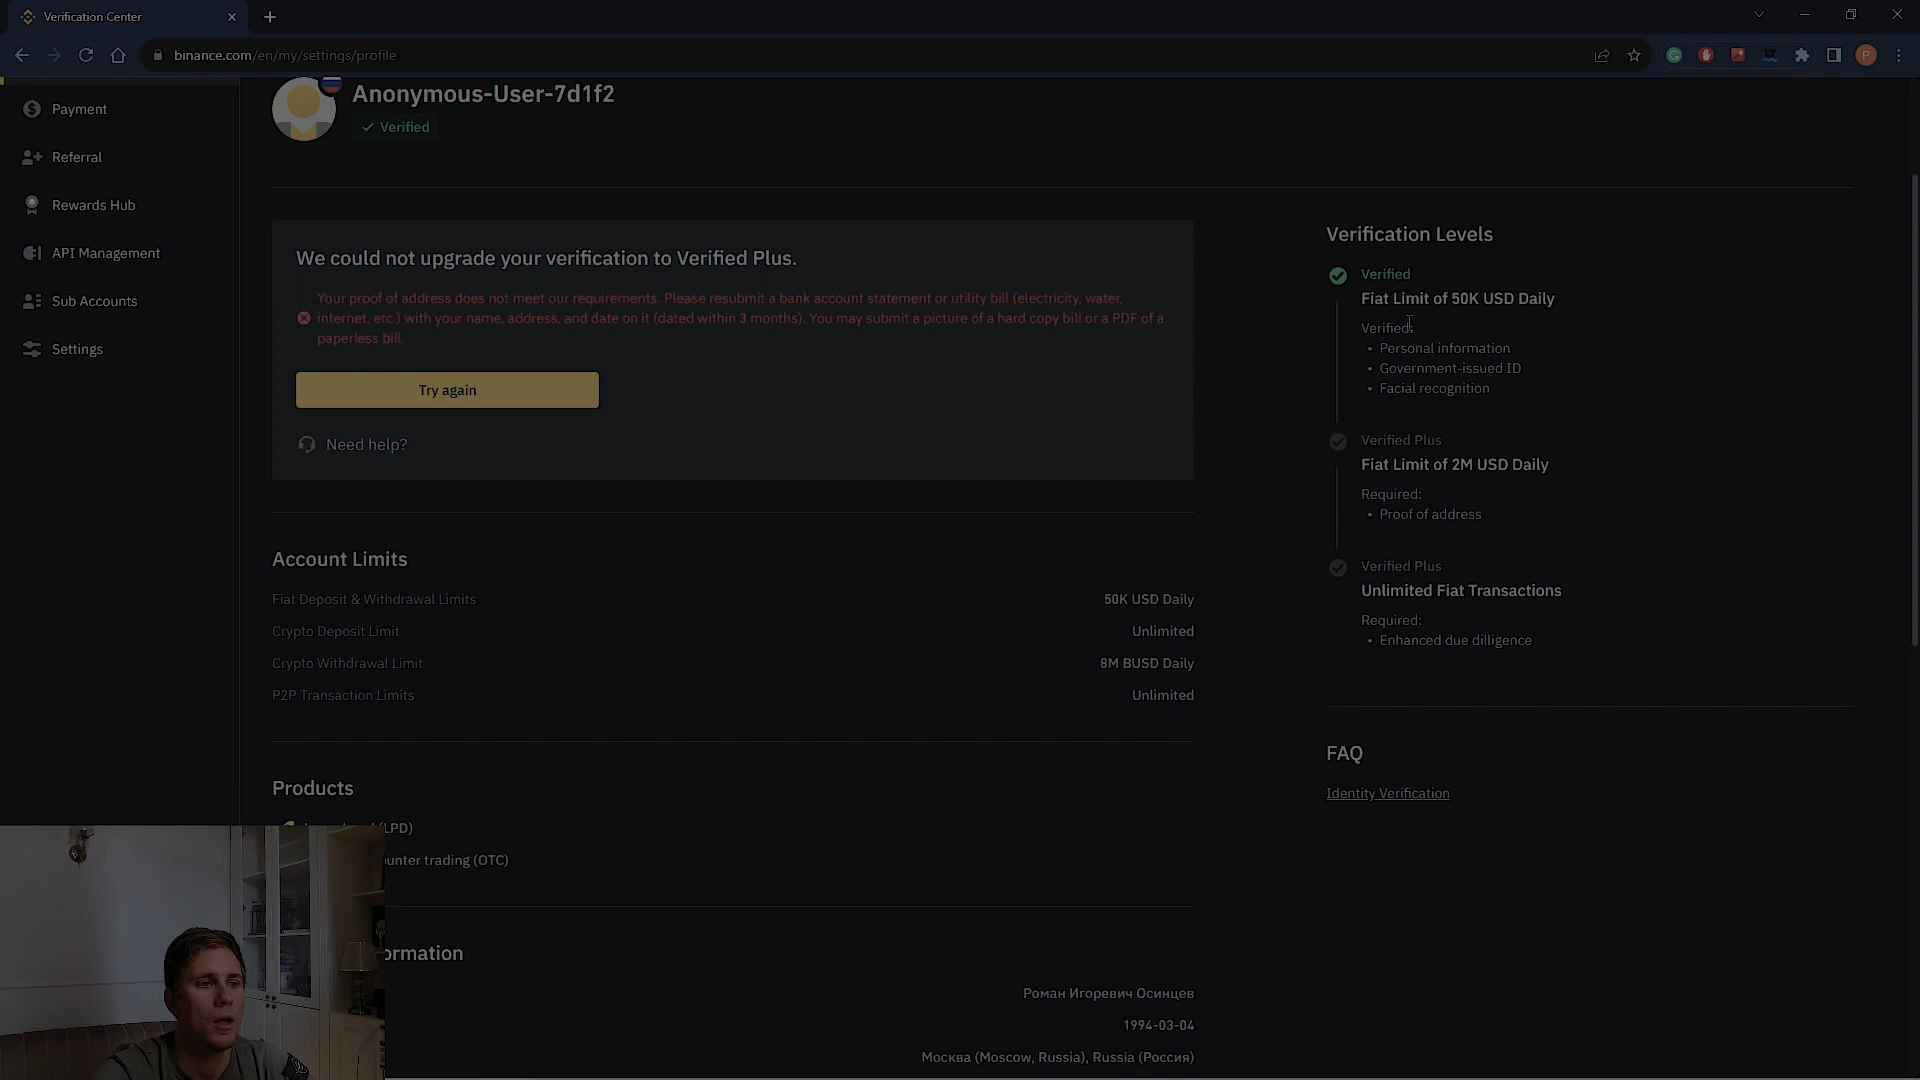 Verification Center
binance.com/en/my/settings/profile
P
Payment
Referral
Rewards Hub
API Management
Sub Accounts
Settings
Anonymous-User-7d1f2
Verified
We could not upgrade your verification to Verified Plus.
Your proof of address does not meet our requirements. Please resubmit a bank account statement or utility bill (electricity, water,
internet, etc.) with your name, address, and date on it (dated within 3 months). You may submit a picture of a hard copy bill or a PDF of a
paperless bill.
Try again
Need help?
Account Limits
Fiat Deposit & Withdrawal Limits 50K USD Daily
Crypto Deposit Limit Unlimited
Crypto Withdrawal Limit 8M BUSD Daily
P2P Transaction Limits Unlimited
Products
(LPD)
unter trading (OTC)
ormation
Роман Игоревич Осинцев
1994-03-04
Москва (Moscow, Russia), Russia (Россия)
Verification Levels
Verified
Fiat Limit of 50K USD Daily
Verified:
• Personal information
• Government-issued ID
• Facial recognition
Verified Plus
Fiat Limit of 2M USD Daily
Required:
• Proof of address
Verified Plus
Unlimited Fiat Transactions
Required:
• Enhanced due dilligence
FAQ
Identity Verification